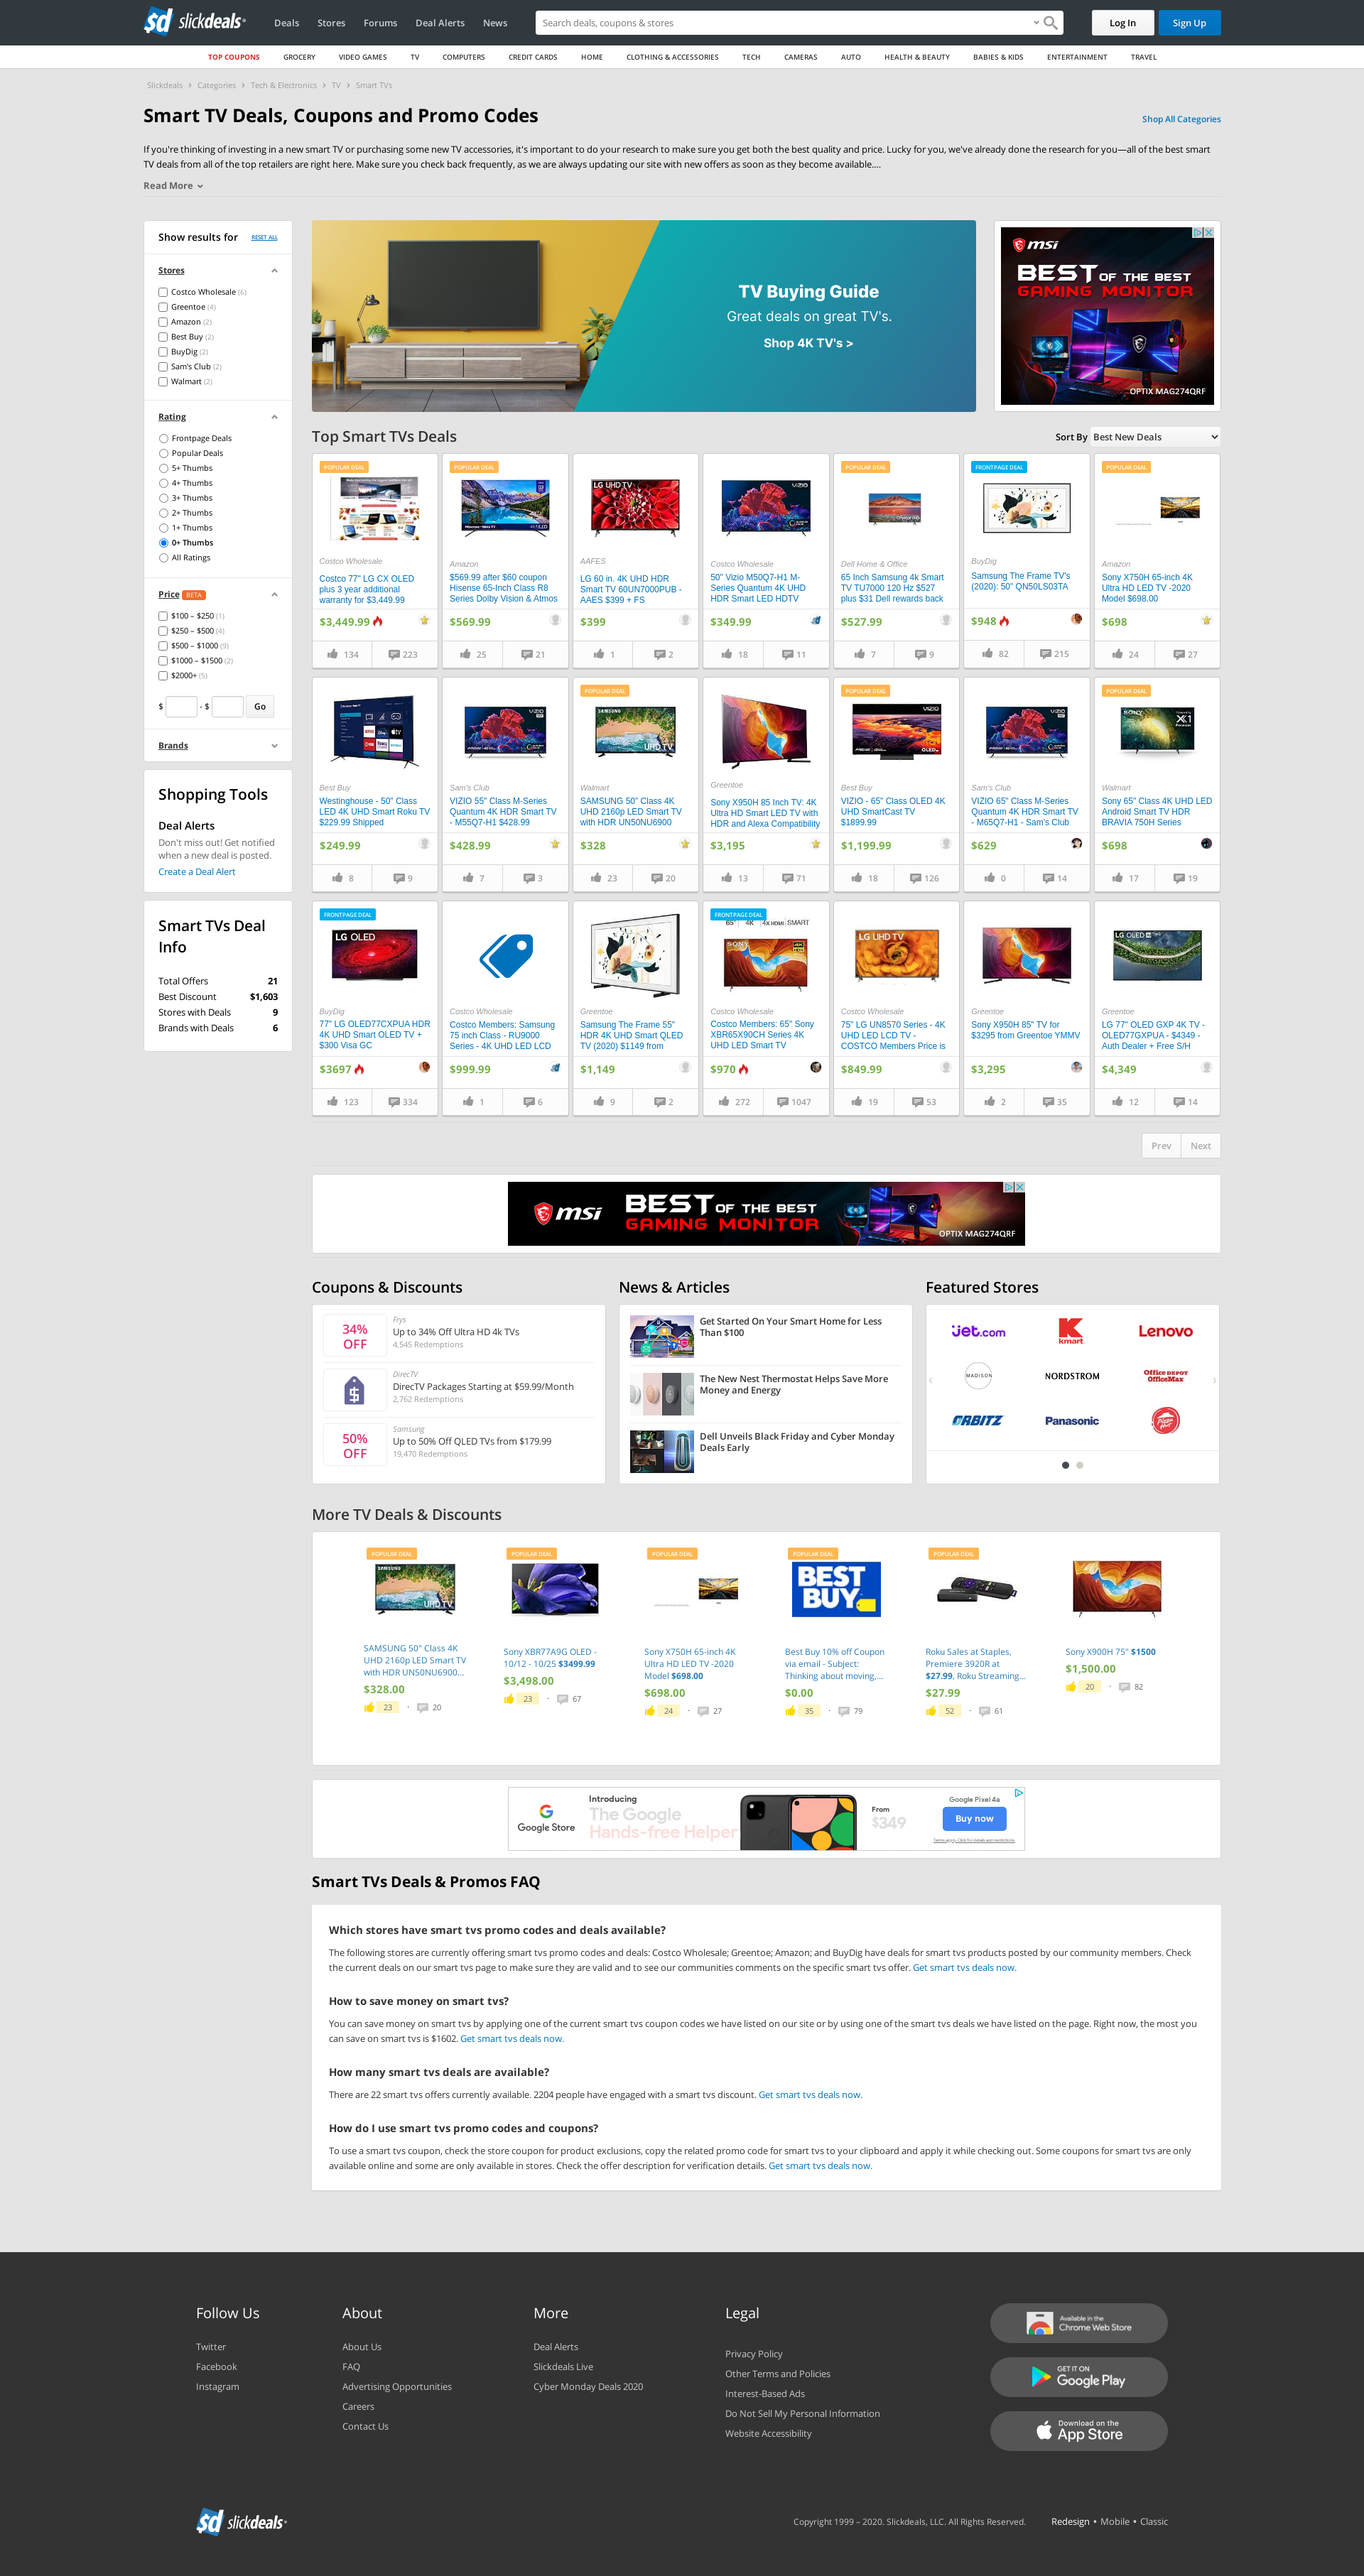 sd slickdeals
Deals Stores Forums Deal Alerts News
Search deals, coupons & stores
Log In Sign Up
TOP COUPONS GROCERY VIDEO GAMES TV COMPUTERS CREDIT CARDS HOME CLOTHING & ACCESSORIES TECH CAMERAS AUTO HEALTH & BEAUTY BABIES & KIDS ENTERTAINMENT TRAVEL
Slickdeals › Categories › Tech & Electronics › TV › Smart TVs
Smart TV Deals, Coupons and Promo Codes
Shop All Categories
If you're thinking of investing in a new smart TV or purchasing some new TV accessories, it's important to do your research to make sure you get both the best quality and price. Lucky for you, we've already done the research for you—all of the best smart
TV deals from all of the top retailers are right here. Make sure you check back frequently, as we are always updating our site with new offers as soon as they become available....
Read More
Show results for RESET ALL
Stores
Costco Wholesale (6)
Greentoe (4)
Amazon (2)
Best Buy (2)
BuyDig (2)
Sam's Club (2)
Walmart (2)
Rating
Frontpage Deals
Popular Deals
5+ Thumbs
4+ Thumbs
3+ Thumbs
2+ Thumbs
1+ Thumbs
0+ Thumbs
All Ratings
Price BETA
$100 – $250 (1)
$250 – $500 (4)
$500 – $1000 (9)
$1000 – $1500 (2)
$2000+ (5)
$ - $ Go
Brands
Shopping Tools
Deal Alerts
Don't miss out! Get notified
when a new deal is posted.
Create a Deal Alert
Smart TVs Deal
Info
Total Offers 21
Best Discount $1,603
Stores with Deals 9
Brands with Deals 6
TV Buying Guide
Great deals on great TV's.
Shop 4K TV's >
msi
BEST OF THE BEST
GAMING MONITOR
OPTIX MAG274QRF
Top Smart TVs Deals
Sort By Best New Deals
POPULAR DEAL
Costco Wholesale
Costco 77" LG CX OLED
plus 3 year additional
warranty for $3,449.99
$3,449.99
134 223
POPULAR DEAL
Amazon
$569.99 after $60 coupon
Hisense 65-Inch Class R8
Series Dolby Vision & Atmos
$569.99
25 21
LG UHD TV
AAFES
LG 60 in. 4K UHD HDR
Smart TV 60UN7000PUB -
AAES $399 + FS
$399
1 2
VIZIO
Costco Wholesale
50" Vizio M50Q7-H1 M-
Series Quantum 4K UHD
HDR Smart LED HDTV
$349.99
18 11
POPULAR DEAL
Dell Home & Office
65 Inch Samsung 4k Smart
TV TU7000 120 Hz $527
plus $31 Dell rewards back
$527.99
7 9
FRONTPAGE DEAL
BuyDig
Samsung The Frame TV's
(2020): 50" QN50LS03TA
$948
82 215
POPULAR DEAL
Amazon
Sony X750H 65-inch 4K
Ultra HD LED TV -2020
Model $698.00
$698
24 27
Best Buy
Westinghouse - 50" Class
LED 4K UHD Smart Roku TV
$229.99 Shipped
$249.99
8 9
VIZIO
Sam's Club
VIZIO 55" Class M-Series
Quantum 4K HDR Smart TV
- M55Q7-H1 $428.99
$428.99
7 3
POPULAR DEAL
SAMSUNG
UHD TV
Walmart
SAMSUNG 50" Class 4K
UHD 2160p LED Smart TV
with HDR UN50NU6900
$328
23 20
Greentoe
Sony X950H 85 Inch TV: 4K
Ultra HD Smart LED TV with
HDR and Alexa Compatibility
$3,195
13 71
POPULAR DEAL
VIZIO
OLED
Best Buy
VIZIO - 65" Class OLED 4K
UHD SmartCast TV
$1899.99
$1,199.99
18 126
VIZIO
Sam's Club
VIZIO 65" Class M-Series
Quantum 4K HDR Smart TV
- M65Q7-H1 - Sam's Club
$629
0 14
POPULAR DEAL
SONY
X1
Walmart
Sony 65" Class 4K UHD LED
Android Smart TV HDR
BRAVIA 750H Series
$698
17 19
FRONTPAGE DEAL
LG OLED
BuyDig
77" LG OLED77CXPUA HDR
4K UHD Smart OLED TV +
$300 Visa GC
$3697
123 334
Costco Wholesale
Costco Members: Samsung
75 inch Class - RU9000
Series - 4K UHD LED LCD
$999.99
1 6
Greentoe
Samsung The Frame 55"
HDR 4K UHD Smart QLED
TV (2020) $1149 from
$1,149
9 2
FRONTPAGE DEAL
65" 4K 4x HDMI SMART
SONY
Costco Wholesale
Costco Members: 65" Sony
XBR65X90CH Series 4K
UHD LED Smart TV
$970
272 1047
LG UHD TV
Costco Wholesale
75" LG UN8570 Series - 4K
UHD LED LCD TV -
COSTCO Members Price is
$849.99
19 53
Greentoe
Sony X950H 85" TV for
$3295 from Greentoe YMMV
$3,295
2 35
LG OLED
Greentoe
LG 77" OLED GXP 4K TV -
OLED77GXPUA - $4349 -
Auth Dealer + Free S/H
$4,349
12 14
Prev Next
msi BEST OF THE BEST
GAMING MONITOR
OPTIX MAG274QRF
Coupons & Discounts
34%
OFF
Frys
Up to 34% Off Ultra HD 4k TVs
4,545 Redemptions
DirecTV
DirecTV Packages Starting at $59.99/Month
2,762 Redemptions
50%
OFF
Samsung
Up to 50% Off QLED TVs from $179.99
19,470 Redemptions
News & Articles
Get Started On Your Smart Home for Less
Than $100
The New Nest Thermostat Helps Save More
Money and Energy
Dell Unveils Black Friday and Cyber Monday
Deals Early
Featured Stores
jet.com kmart Lenovo
MADISON NORDSTROM Office DEPOT OfficeMax
ORBITZ Panasonic Pizza Hut
More TV Deals & Discounts
POPULAR DEAL
SAMSUNG
UHD TV
SAMSUNG 50" Class 4K
UHD 2160p LED Smart TV
with HDR UN50NU6900...
$328.00
23 · 20
POPULAR DEAL
Sony XBR77A9G OLED -
10/12 - 10/25 $3499.99
$3,498.00
23 · 67
POPULAR DEAL
Sony X750H 65-inch 4K
Ultra HD LED TV -2020
Model $698.00
$698.00
24 · 27
POPULAR DEAL
BEST BUY
Best Buy 10% off Coupon
via email - Subject:
Thinking about moving,...
$0.00
35 · 79
POPULAR DEAL
Roku Sales at Staples,
Premiere 3920R at
$27.99, Roku Streaming...
$27.99
52 · 61
Sony X900H 75" $1500
$1,500.00
20 · 82
Google Store
Introducing
The Google
Hands-free Helper
From
$349
Google Pixel 4a
Buy now
Terms apply. Click for details and restrictions.
Smart TVs Deals & Promos FAQ
Which stores have smart tvs promo codes and deals available?
The following stores are currently offering smart tvs promo codes and deals: Costco Wholesale; Greentoe; Amazon; and BuyDig have deals for smart tvs products posted by our community members. Check
the current deals on our smart tvs page to make sure they are valid and to see our communities comments on the specific smart tvs offer. Get smart tvs deals now.
How to save money on smart tvs?
You can save money on smart tvs by applying one of the current smart tvs coupon codes we have listed on our site or by using one of the smart tvs deals we have listed on the page. Right now, the most you
can save on smart tvs is $1602. Get smart tvs deals now.
How many smart tvs deals are available?
There are 22 smart tvs offers currently available. 2204 people have engaged with a smart tvs discount. Get smart tvs deals now.
How do I use smart tvs promo codes and coupons?
To use a smart tvs coupon, check the store coupon for product exclusions, copy the related promo code for smart tvs to your clipboard and apply it while checking out. Some coupons for smart tvs are only
available online and some are only available in stores. Check the offer description for verification details. Get smart tvs deals now.
Follow Us
Twitter
Facebook
Instagram
About
About Us
FAQ
Advertising Opportunities
Careers
Contact Us
More
Deal Alerts
Slickdeals Live
Cyber Monday Deals 2020
Legal
Privacy Policy
Other Terms and Policies
Interest-Based Ads
Do Not Sell My Personal Information
Website Accessibility
Available in the
Chrome Web Store
GET IT ON
Google Play
Download on the
App Store
sd slickdeals
Copyright 1999 – 2020. Slickdeals, LLC. All Rights Reserved.
Redesign • Mobile • Classic